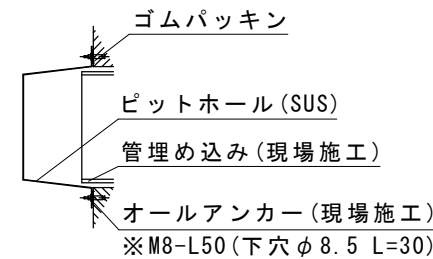 ゴムパッキン
ピットホール(SUS)
管埋め込み(現場施工)
オールアンカー(現場施工)
※M8-L50(下穴φ8.5 L=30)